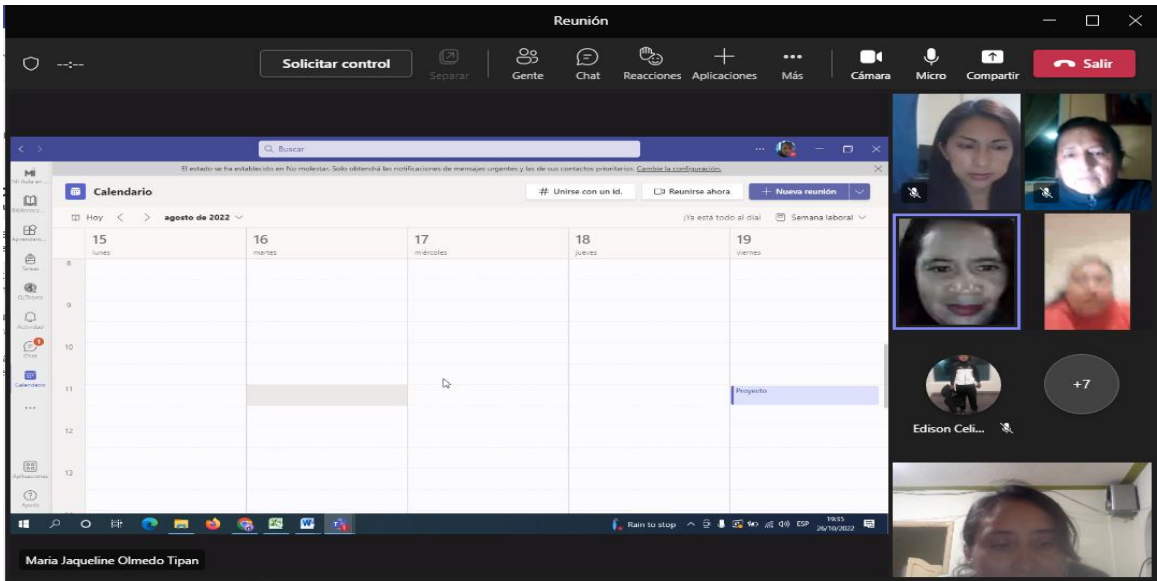 Reunión
--:--
Solicitar control
Separar
Gente
Chat
Reacciones
Aplicaciones
Más
Cámara
Micro
Compartir
Salir
Buscar
El estado se ha establecido en No molestar. Solo obtendrá las notificaciones de mensajes urgentes y las de sus contactos prioritarios. Cambie la configuración.
Calendario
# Unirse con un id.
Reunirse ahora
+ Nueva reunión
Hoy
agosto de 2022
¡Ya está todo al día!
Semana laboral
15
lunes
16
martes
17
miércoles
18
jueves
19
viernes
8
9
10
11
12
13
Proyecto
Tareas
Actividad
Chat
1
Calendario
Aplicaciones
Ayuda
Rain to stop
ESP
19:35
26/10/2022
+7
Edison Celi...
Maria Jaqueline Olmedo Tipan